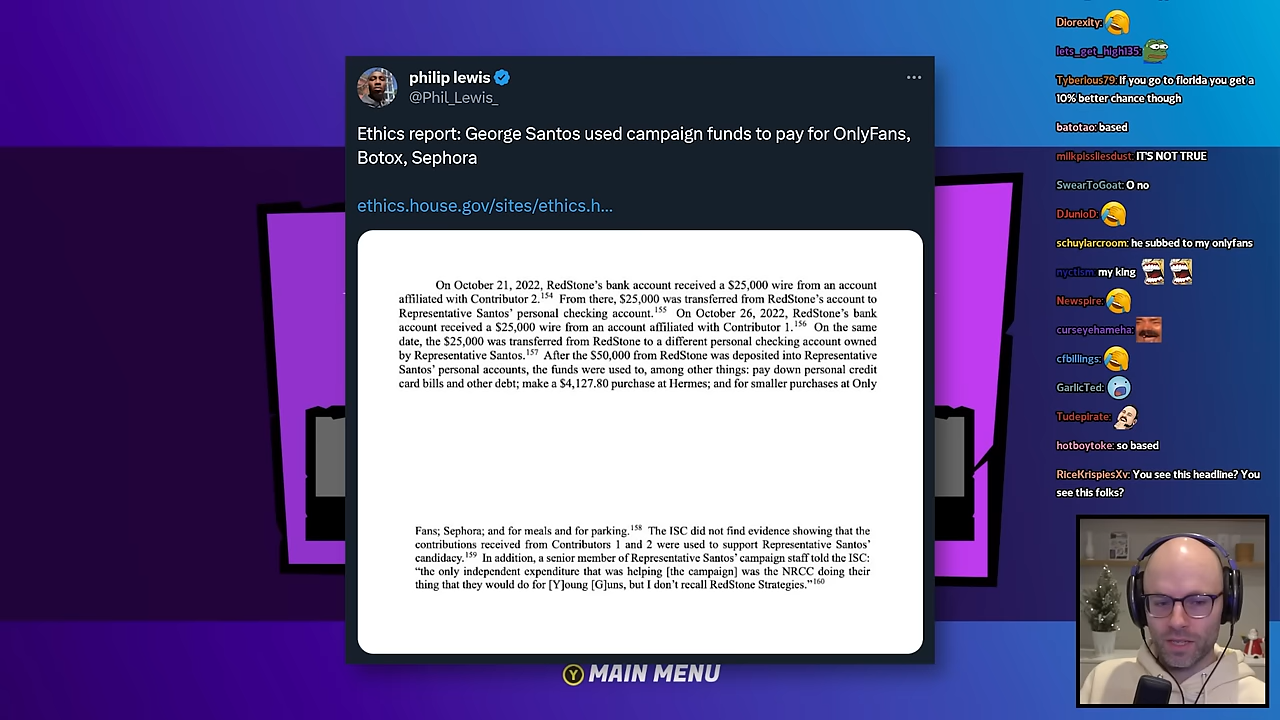 philip lewis
@Phil_Lewis_
Ethics report: George Santos used campaign funds to pay for OnlyFans,
Botox, Sephora
ethics.house.gov/sites/ethics.h...
On October 21, 2022, RedStone's bank account received a $25,000 wire from an account
affiliated with Contributor 2.154 From there, $25,000 was transferred from RedStone's account to
Representative Santos' personal checking account.155 On October 26, 2022, RedStone's bank
account received a $25,000 wire from an account affiliated with Contributor 1.156 On the same
date, the $25,000 was transferred from RedStone to a different personal checking account owned
by Representative Santos.157 After the $50,000 from RedStone was deposited into Representative
Santos' personal accounts, the funds were used to, among other things: pay down personal credit
card bills and other debt; make a $4,127.80 purchase at Hermes; and for smaller purchases at Only
Fans; Sephora; and for meals and for parking.158 The ISC did not find evidence showing that the
contributions received from Contributors 1 and 2 were used to support Representative Santos'
candidacy.159 In addition, a senior member of Representative Santos' campaign staff told the ISC:
"the only independent expenditure that was helping [the campaign] was the NRCC doing their
thing that they would do for [Y]oung [G]uns, but I don't recall RedStone Strategies."160
Y MAIN MENU
Diorexity:
lets_get_high135:
Tyberious79: If you go to florida you get a
10% better chance though
batotao: based
milkpissliesdust: IT'S NOT TRUE
SwearToGoat: O no
DJunioD:
schuylarcroom: he subbed to my onlyfans
nyctism: my king
Newspire:
curseyehameha:
cfbillings:
GarlicTed:
Tudepirate:
hotboytoke: so based
RiceKrispiesXv: You see this headline? You
see this folks?